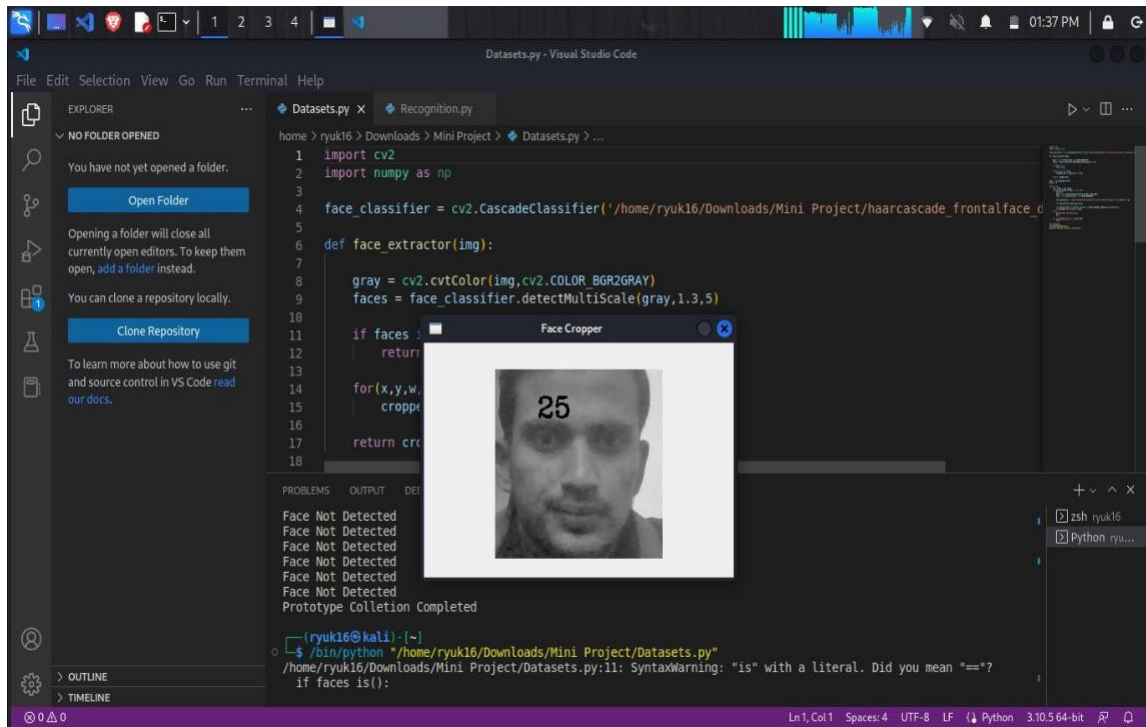 1 2 3 4
01:37 PM
Datasets.py - Visual Studio Code
File Edit Selection View Go Run Terminal Help
EXPLORER
NO FOLDER OPENED
You have not yet opened a folder.
Open Folder
Opening a folder will close all
currently open editors. To keep them
open, add a folder instead.
You can clone a repository locally.
Clone Repository
To learn more about how to use git
and source control in VS Code read
our docs.
OUTLINE
TIMELINE
Datasets.py
Recognition.py
home > ryuk16 > Downloads > Mini Project > Datasets.py > ...
1 import cv2
2 import numpy as np
3
4 face_classifier = cv2.CascadeClassifier('/home/ryuk16/Downloads/Mini Project/haarcascade_frontalface_d
5
6 def face_extractor(img):
7
8 gray = cv2.cvtColor(img,cv2.COLOR_BGR2GRAY)
9 faces = face_classifier.detectMultiScale(gray,1.3,5)
10
11 if faces i
12 return
13
14 for(x,y,w,
15 croppe
16
17 return cro
18
Face Cropper
25
PROBLEMS OUTPUT DEB
Face Not Detected
Face Not Detected
Face Not Detected
Face Not Detected
Face Not Detected
Face Not Detected
Prototype Colletion Completed
(ryuk16㉿kali)-[~]
$ /bin/python "/home/ryuk16/Downloads/Mini Project/Datasets.py"
/home/ryuk16/Downloads/Mini Project/Datasets.py:11: SyntaxWarning: "is" with a literal. Did you mean "=="?
if faces is():
zsh ryuk16
Python ryu...
0 0
Ln 1, Col 1 Spaces: 4 UTF-8 LF Python 3.10.5 64-bit